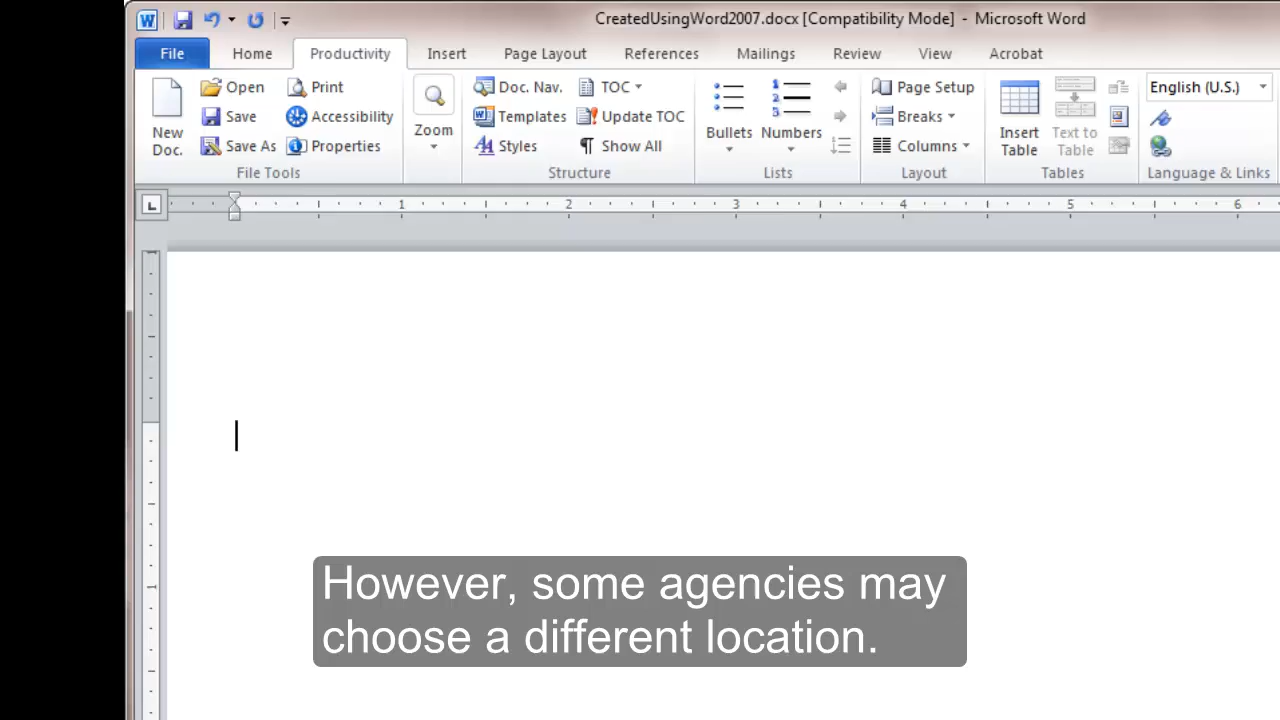 CreatedUsingWord2007.docx [Compatibility Mode] - Microsoft Word
File Home Productivity Insert Page Layout References Mailings Review View Acrobat
Open Print Doc. Nav. TOC Page Setup English (U.S.)
Save Accessibility Templates Update TOC Breaks
New Doc. Zoom Bullets Numbers Insert Table Text to Table
Save As Properties Styles Show All Columns
File Tools Structure Lists Layout Tables Language & Links
1 2 3 4 5 6
1
However, some agencies may
choose a different location.